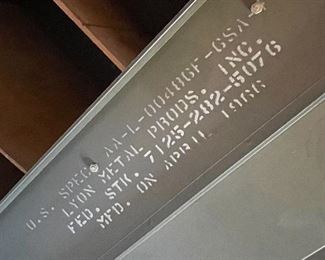 U.S. SPEC. AA-L-00486F-GSA
LYON METAL PRODS. INC.
FED. STK. 7125-282-5076
MFD. ON APRIL 1966